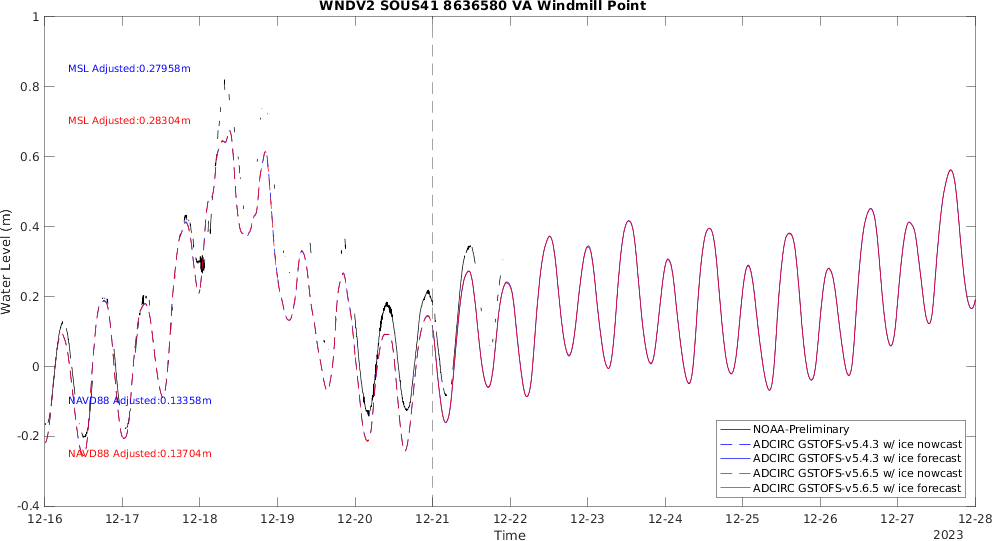 WNDV2 SOUS41 8636580 VA Windmill Point
1
0.8
0.6
0.4
0.2
0
-0.2
-0.4
Water Level (m)
MSL Adjusted:0.27958m
MSL Adjusted:0.28304m
NAVD88 Adjusted:0.13358m
NAVD88 Adjusted:0.13704m
NOAA-Preliminary
ADCIRC GSTOFS-v5.4.3 w/ ice nowcast
ADCIRC GSTOFS-v5.4.3 w/ ice forecast
ADCIRC GSTOFS-v5.6.5 w/ ice nowcast
ADCIRC GSTOFS-v5.6.5 w/ ice forecast
12-16 12-17 12-18 12-19 12-20 12-21 12-22 12-23 12-24 12-25 12-26 12-27 12-28
Time
2023